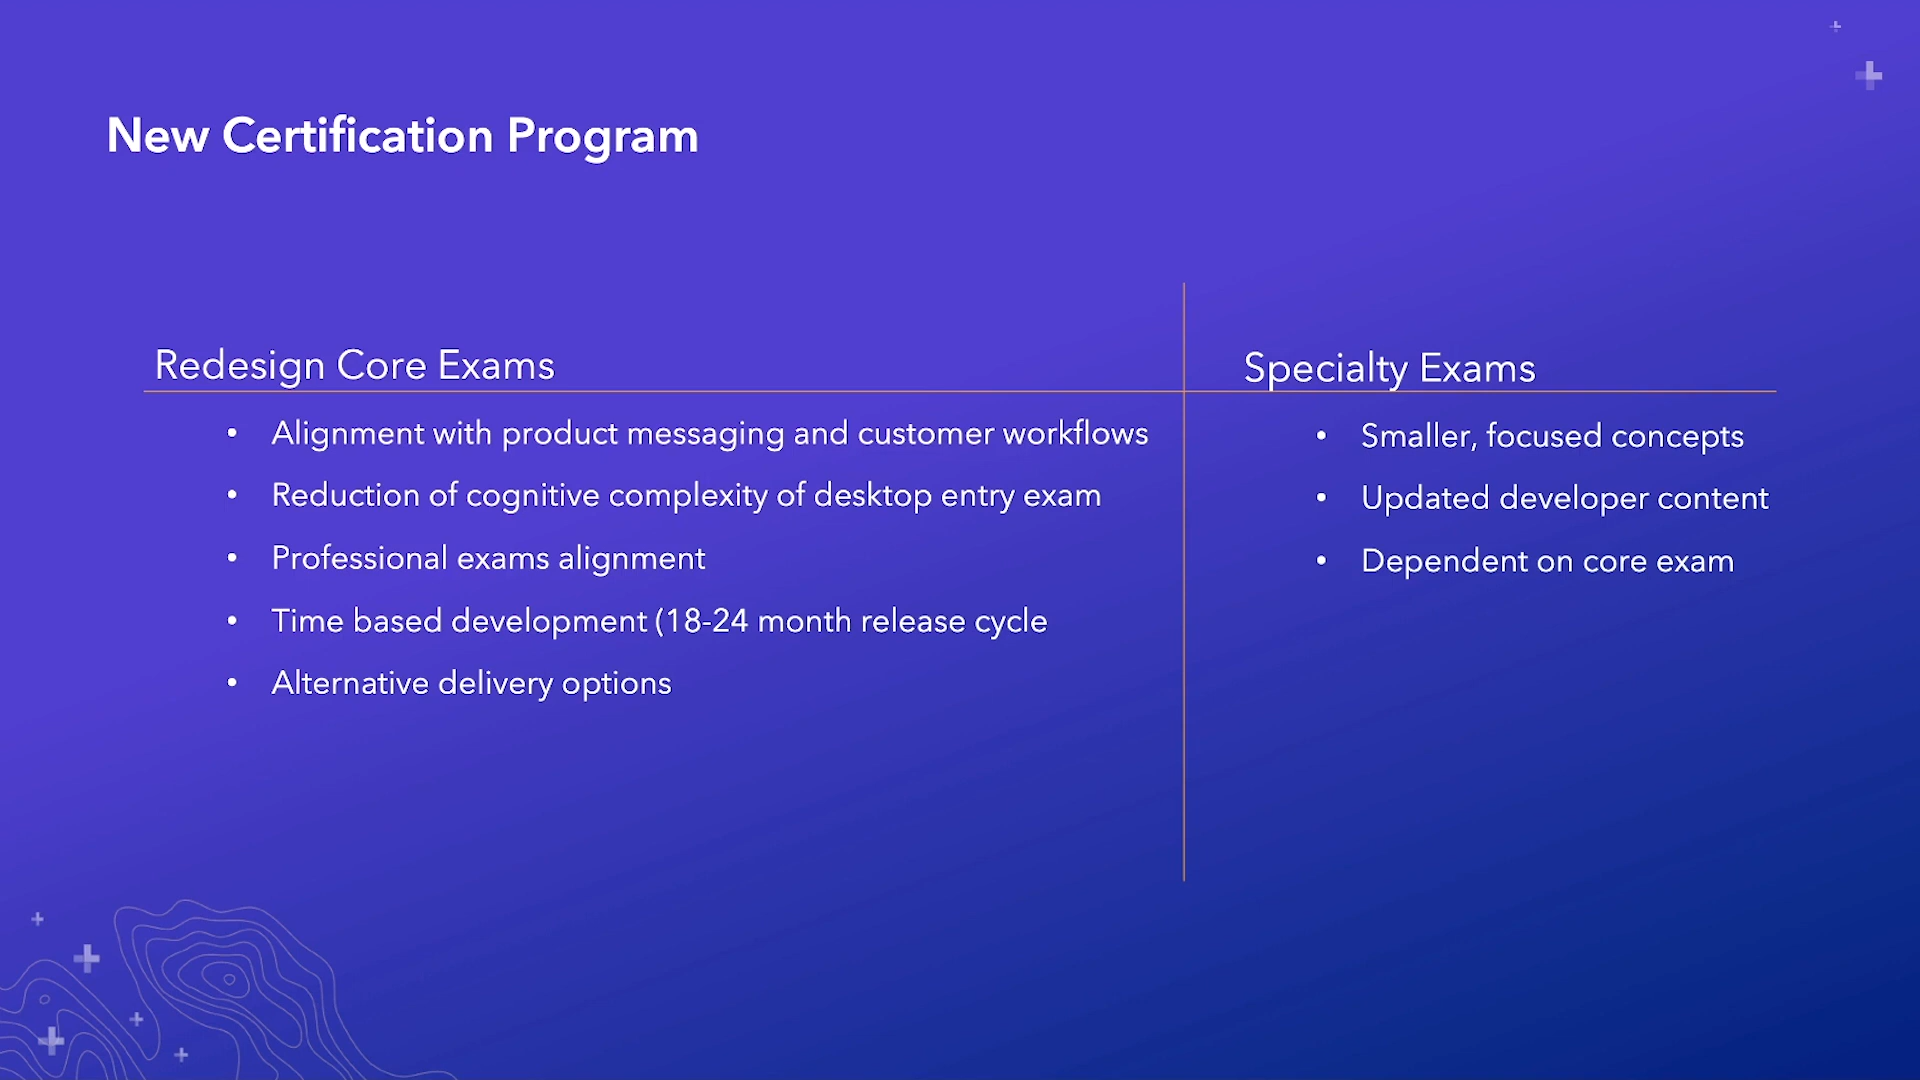 New Certification Program
Redesign Core Exams
• Alignment with product messaging and customer workflows
• Reduction of cognitive complexity of desktop entry exam
• Professional exams alignment
• Time based development (18-24 month release cycle
• Alternative delivery options
Specialty Exams
• Smaller, focused concepts
• Updated developer content
• Dependent on core exam